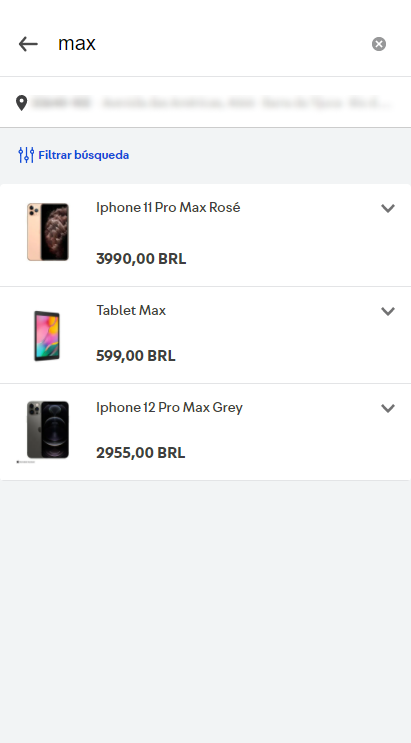 max
Filtrar búsqueda
Iphone 11 Pro Max Rosé
3990,00 BRL
Tablet Max
599,00 BRL
Iphone 12 Pro Max Grey
2955,00 BRL